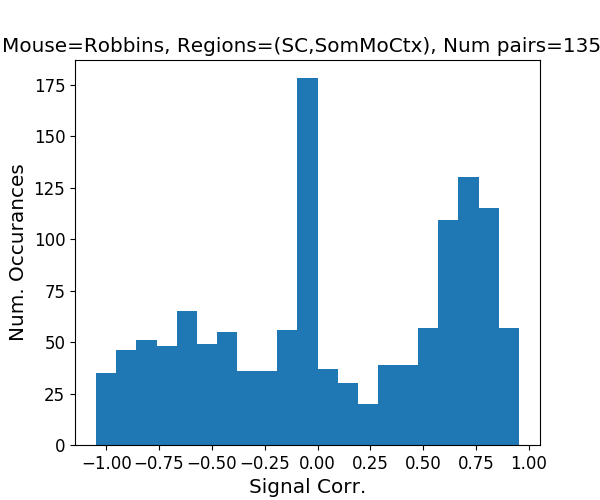 Mouse=Robbins, Regions=(SC,SomMoCtx), Num pairs=135
Num. Occurances
175
150
125
100
75
50
25
0
−1.00 −0.75 −0.50 −0.25 0.00 0.25 0.50 0.75 1.00
Signal Corr.